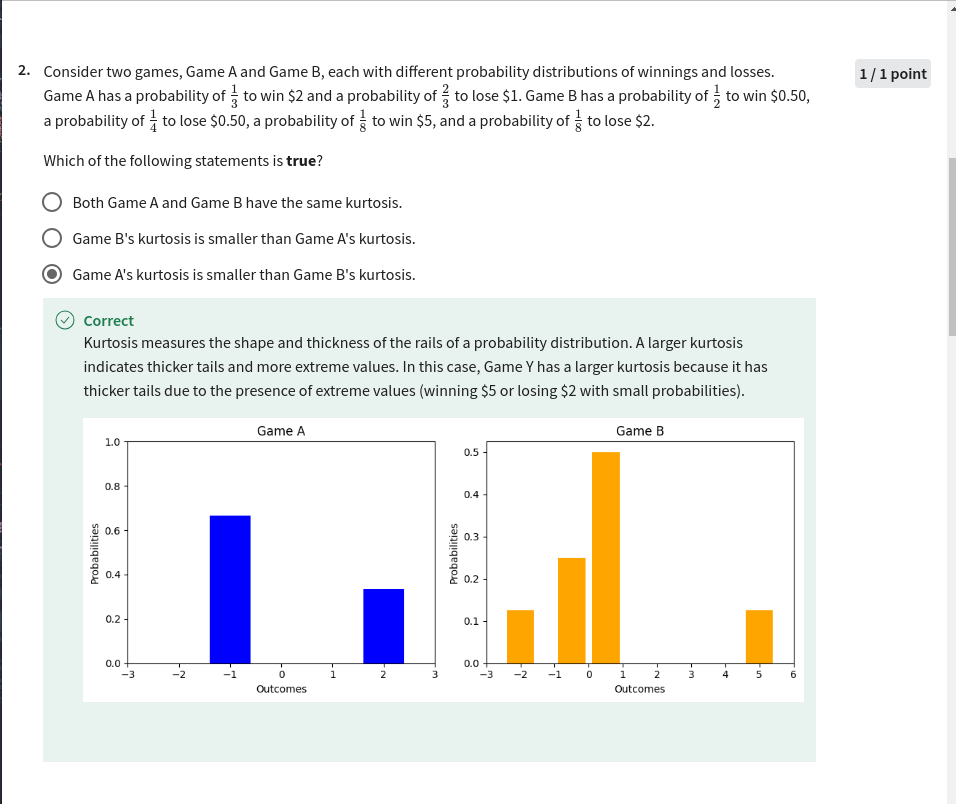 2. Consider two games, Game A and Game B, each with different probability distributions of winnings and losses.
1 / 1 point
Game A has a probability of 1/3 to win $2 and a probability of 2/3 to lose $1. Game B has a probability of 1/2 to win $0.50,
a probability of 1/4 to lose $0.50, a probability of 1/8 to win $5, and a probability of 1/8 to lose $2.
Which of the following statements is true?
Both Game A and Game B have the same kurtosis.
Game B's kurtosis is smaller than Game A's kurtosis.
Game A's kurtosis is smaller than Game B's kurtosis.
Correct
Kurtosis measures the shape and thickness of the rails of a probability distribution. A larger kurtosis
indicates thicker tails and more extreme values. In this case, Game Y has a larger kurtosis because it has
thicker tails due to the presence of extreme values (winning $5 or losing $2 with small probabilities).
Game A
1.0
0.8
0.6
0.4
0.2
0.0
Probabilities
−3 −2 −1 0 1 2 3
Outcomes
Game B
0.5
0.4
0.3
0.2
0.1
0.0
Probabilities
−3 −2 −1 0 1 2 3 4 5 6
Outcomes